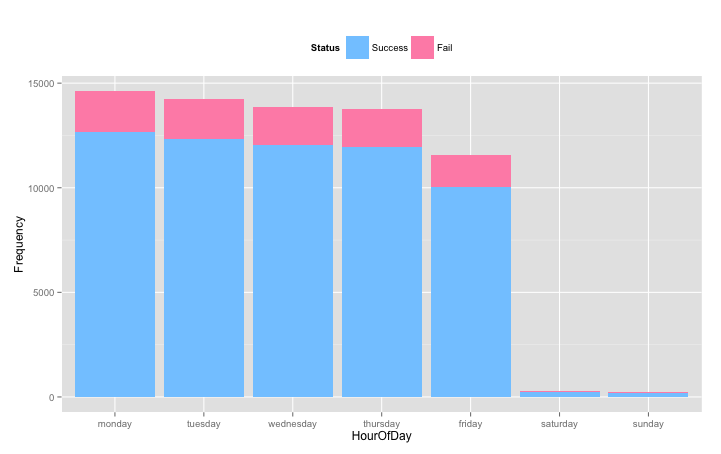 Status Success Fail
15000
10000
5000
0
Frequency
monday tuesday wednesday thursday friday saturday sunday
HourOfDay